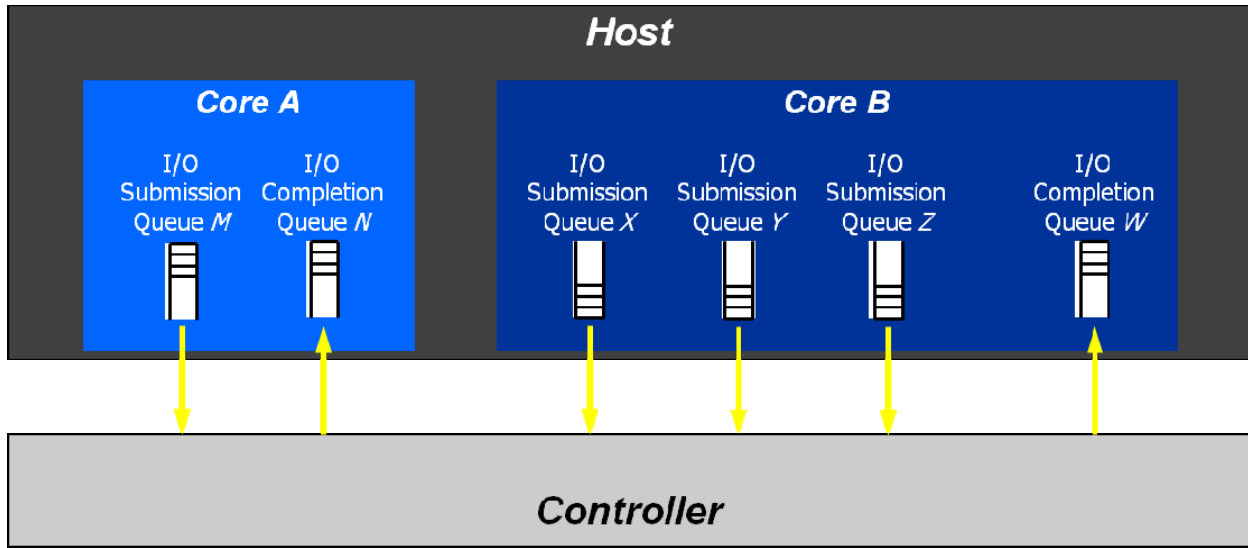 Host
Core A
I/O
Submission
Queue M
I/O
Completion
Queue N
Core B
I/O
Submission
Queue X
I/O
Submission
Queue Y
I/O
Submission
Queue Z
I/O
Completion
Queue W
Controller